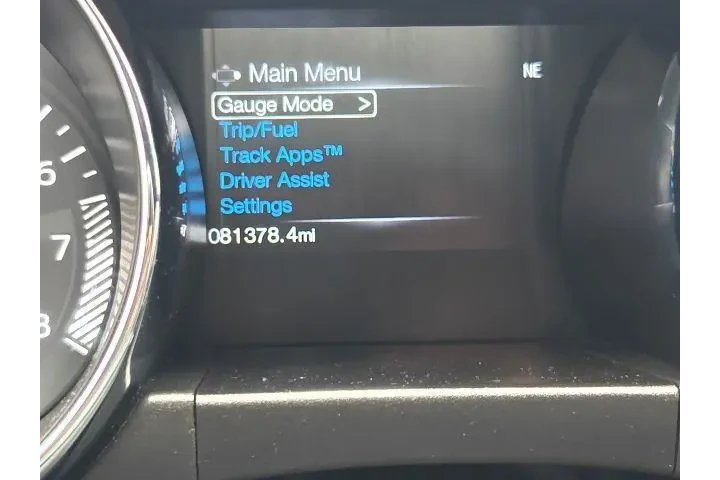 Main Menu
NE
Gauge Mode >
Trip/Fuel
Track Apps™
Driver Assist
Settings
081378.4mi
6
7
8